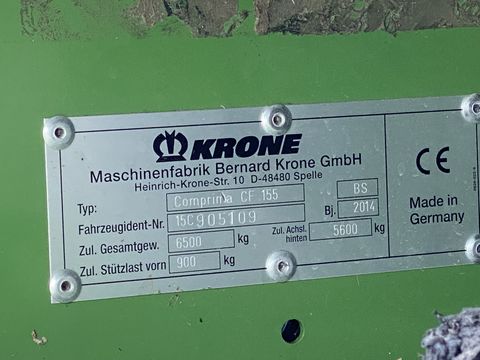 KRONE
Maschinenfabrik Bernard Krone GmbH
Heinrich-Krone-Str. 10 D-48480 Spelle
Typ: Comprima CF 155 BS
Fahrzeugident-Nr. 15C905109 Bj. 2014
Zul. Gesamtgew. 6500 kg Zul. Achsl. hinten 5600 kg
Zul. Stützlast vorn 900 kg
CE
Made in
Germany